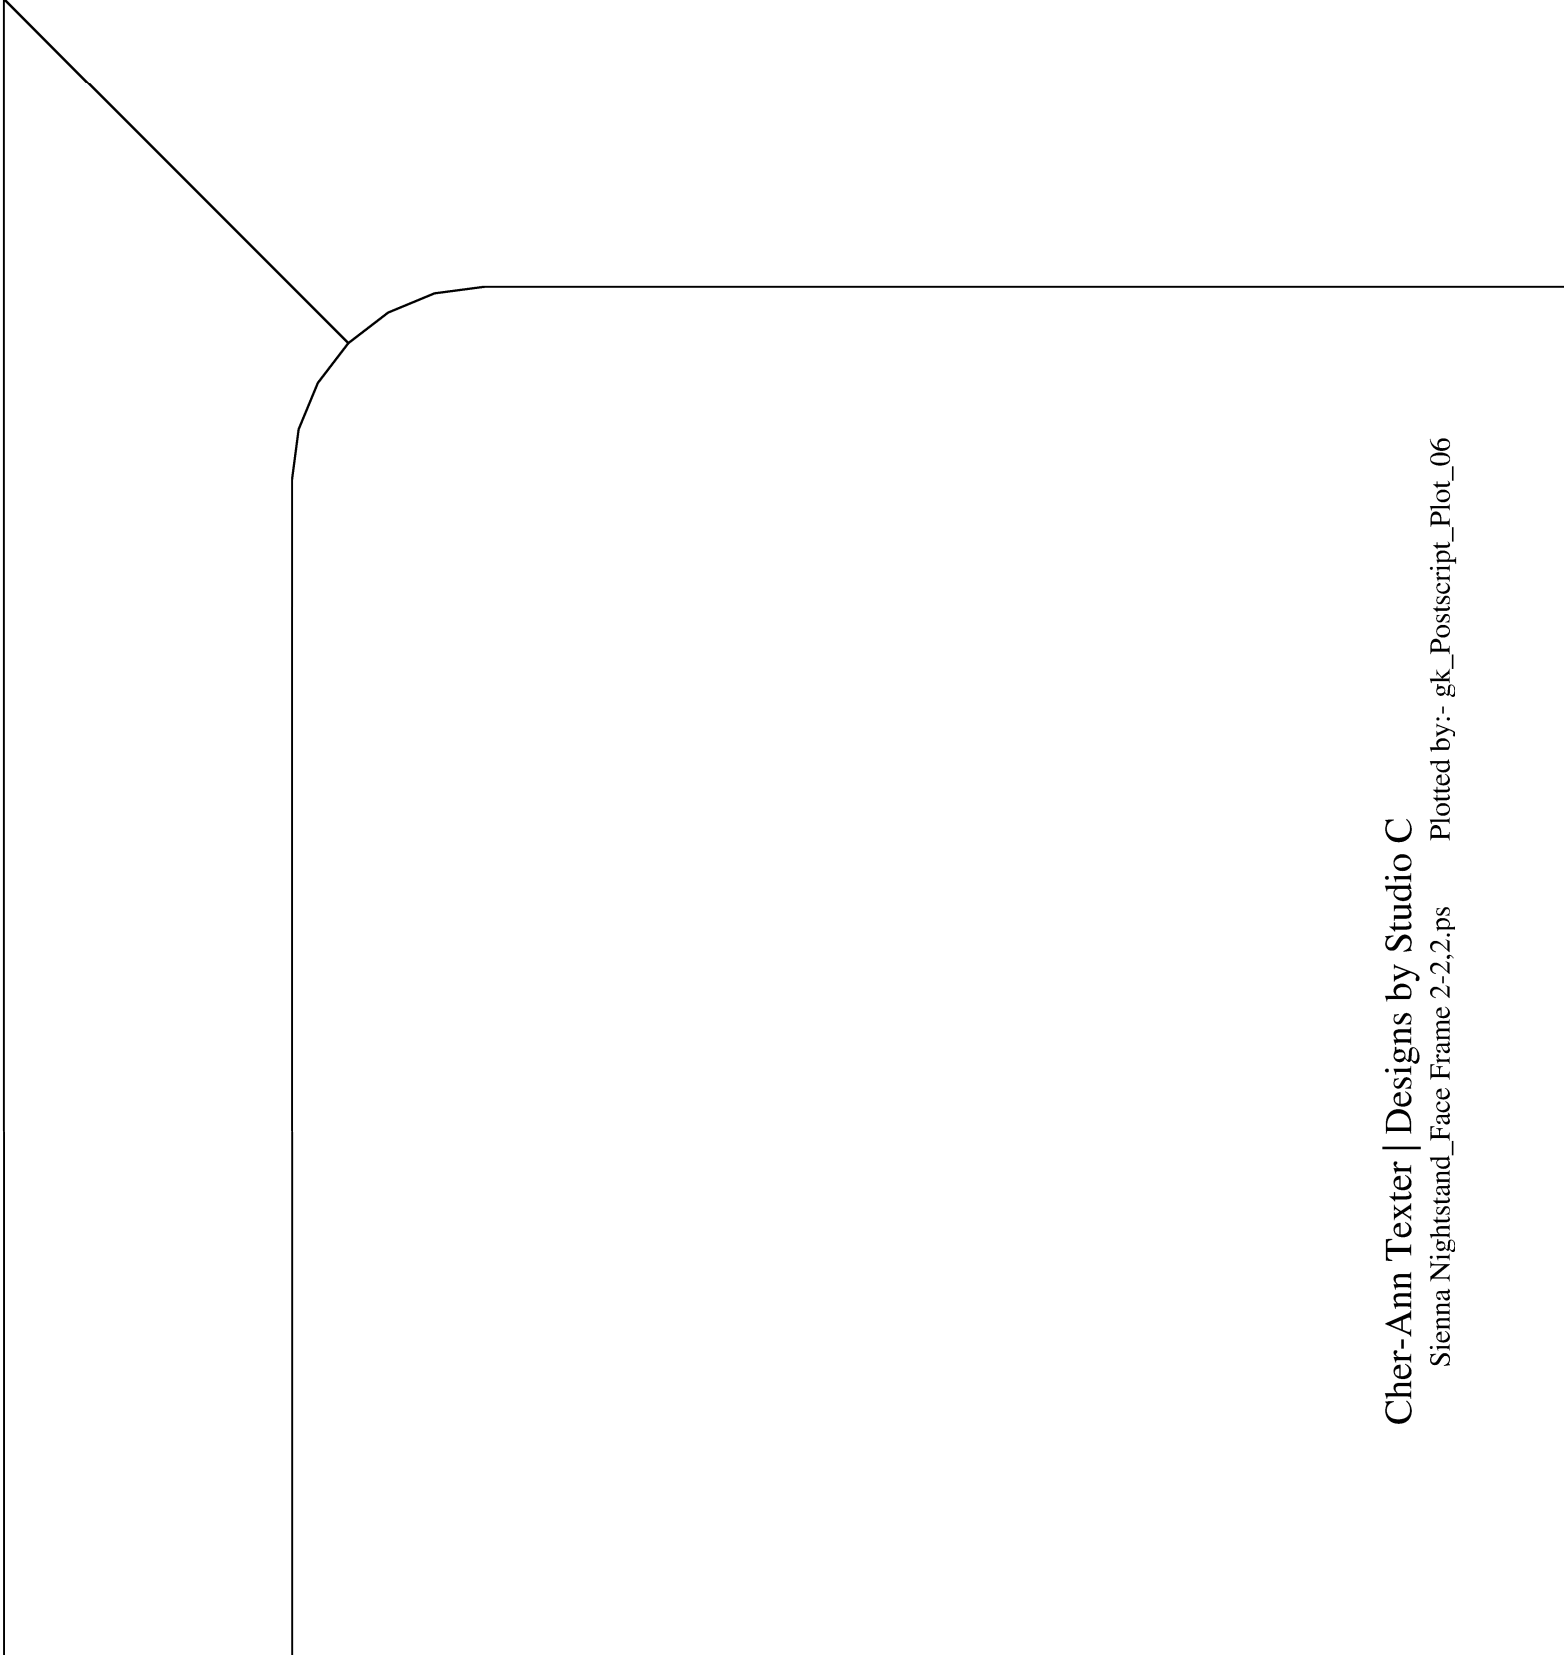 Cher-Ann Texter | Designs by Studio C
Sienna Nightstand_Face Frame 2-2,2.ps Plotted by:- gk_Postscript_Plot_06